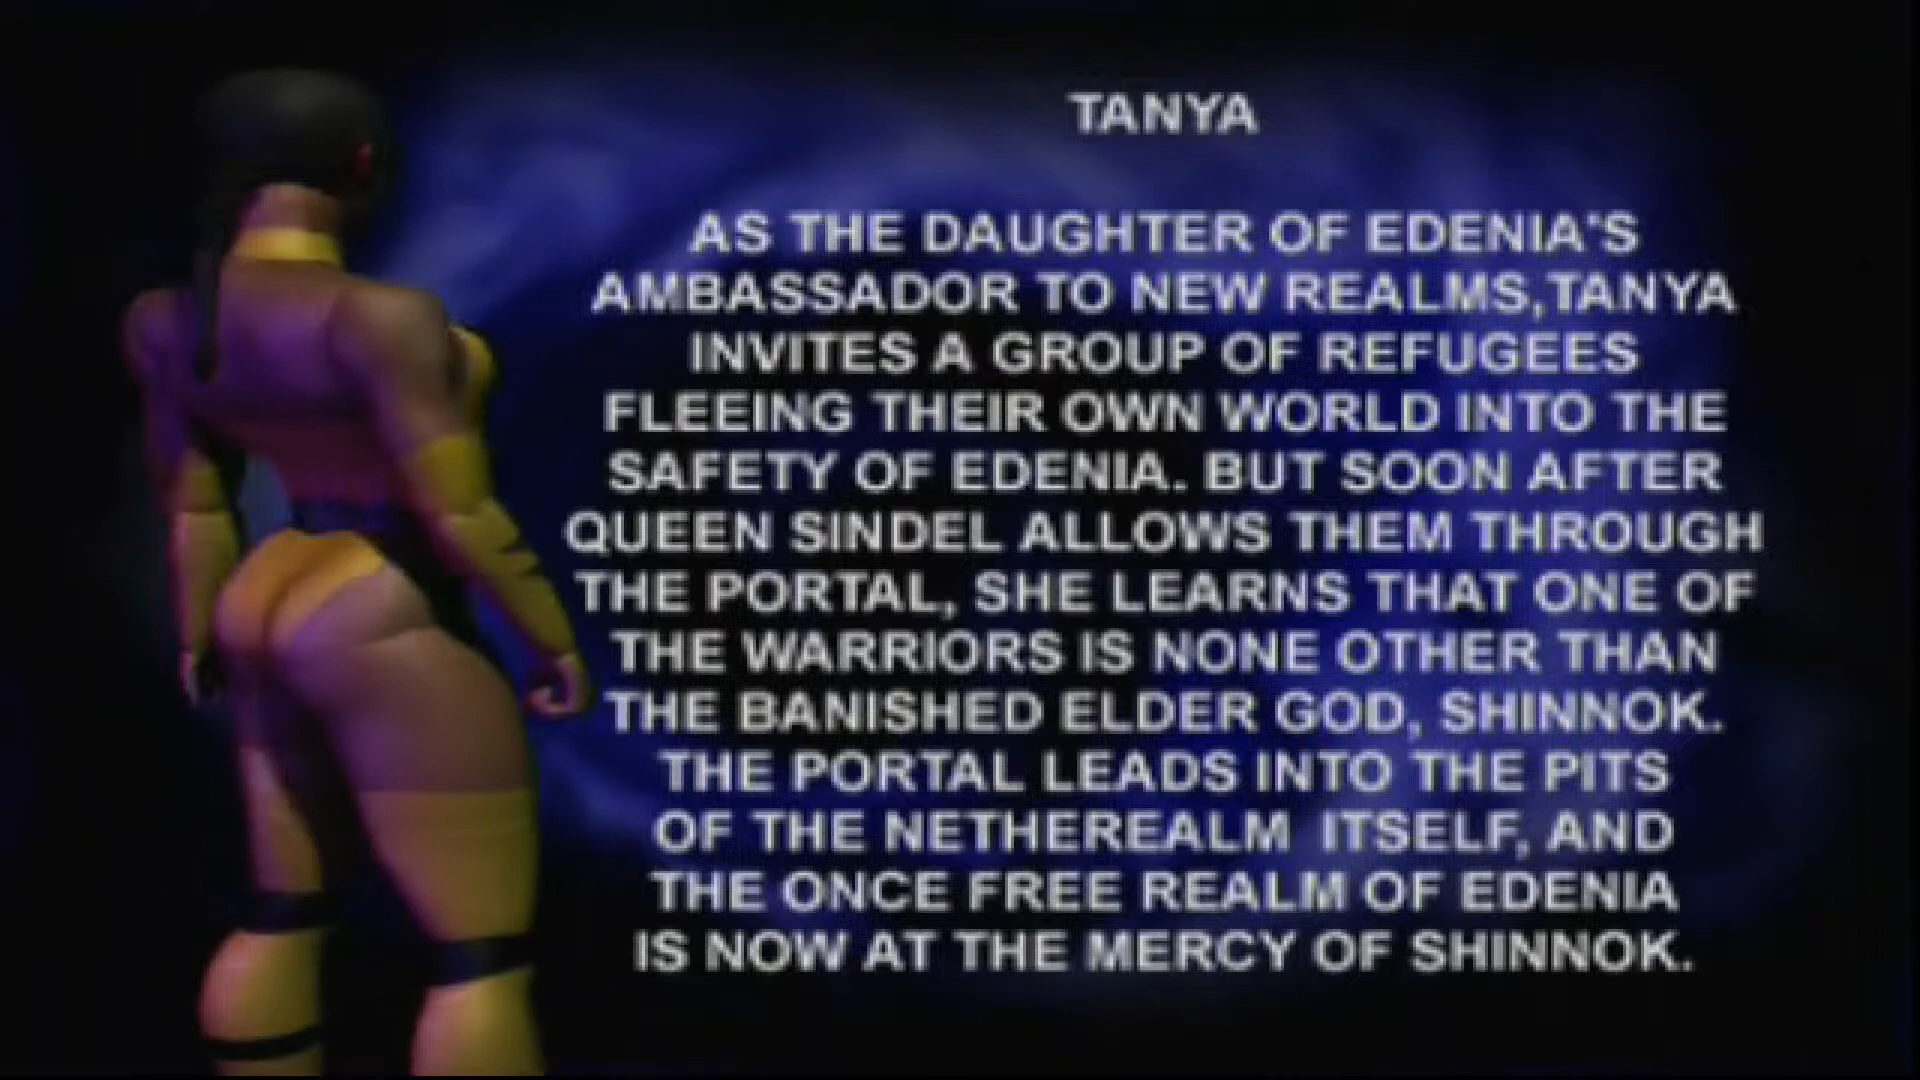 TANYA
AS THE DAUGHTER OF EDENIA'S
AMBASSADOR TO NEW REALMS,TANYA
INVITES A GROUP OF REFUGEES
FLEEING THEIR OWN WORLD INTO THE
SAFETY OF EDENIA. BUT SOON AFTER
QUEEN SINDEL ALLOWS THEM THROUGH
THE PORTAL, SHE LEARNS THAT ONE OF
THE WARRIORS IS NONE OTHER THAN
THE BANISHED ELDER GOD, SHINNOK.
THE PORTAL LEADS INTO THE PITS
OF THE NETHEREALM ITSELF, AND
THE ONCE FREE REALM OF EDENIA
IS NOW AT THE MERCY OF SHINNOK.